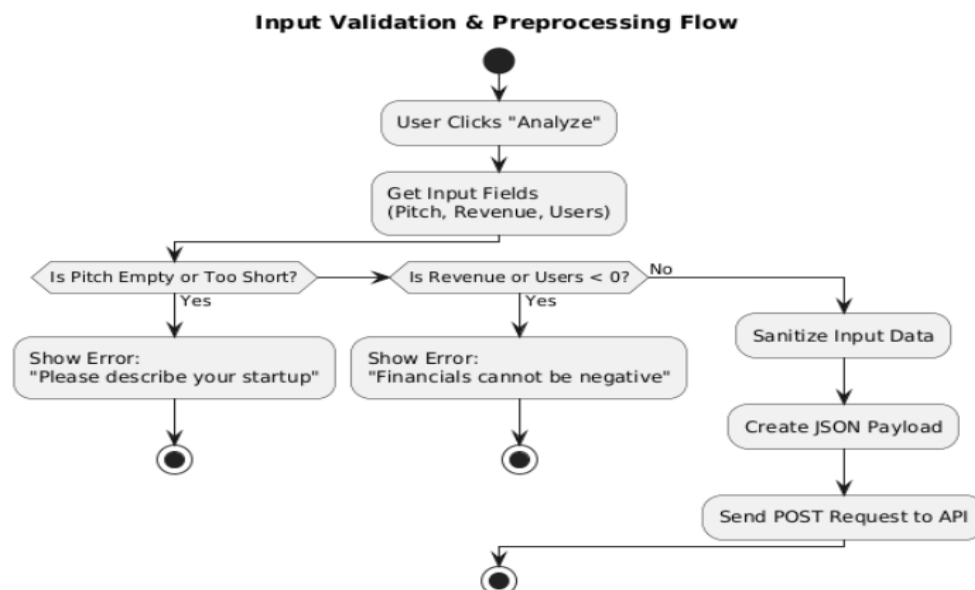 Input Validation & Preprocessing Flow
User Clicks "Analyze"
Get Input Fields
(Pitch, Revenue, Users)
Is Pitch Empty or Too Short?
Is Revenue or Users < 0?
No
Yes
Yes
Show Error:
"Please describe your startup"
Show Error:
"Financials cannot be negative"
Sanitize Input Data
Create JSON Payload
Send POST Request to API